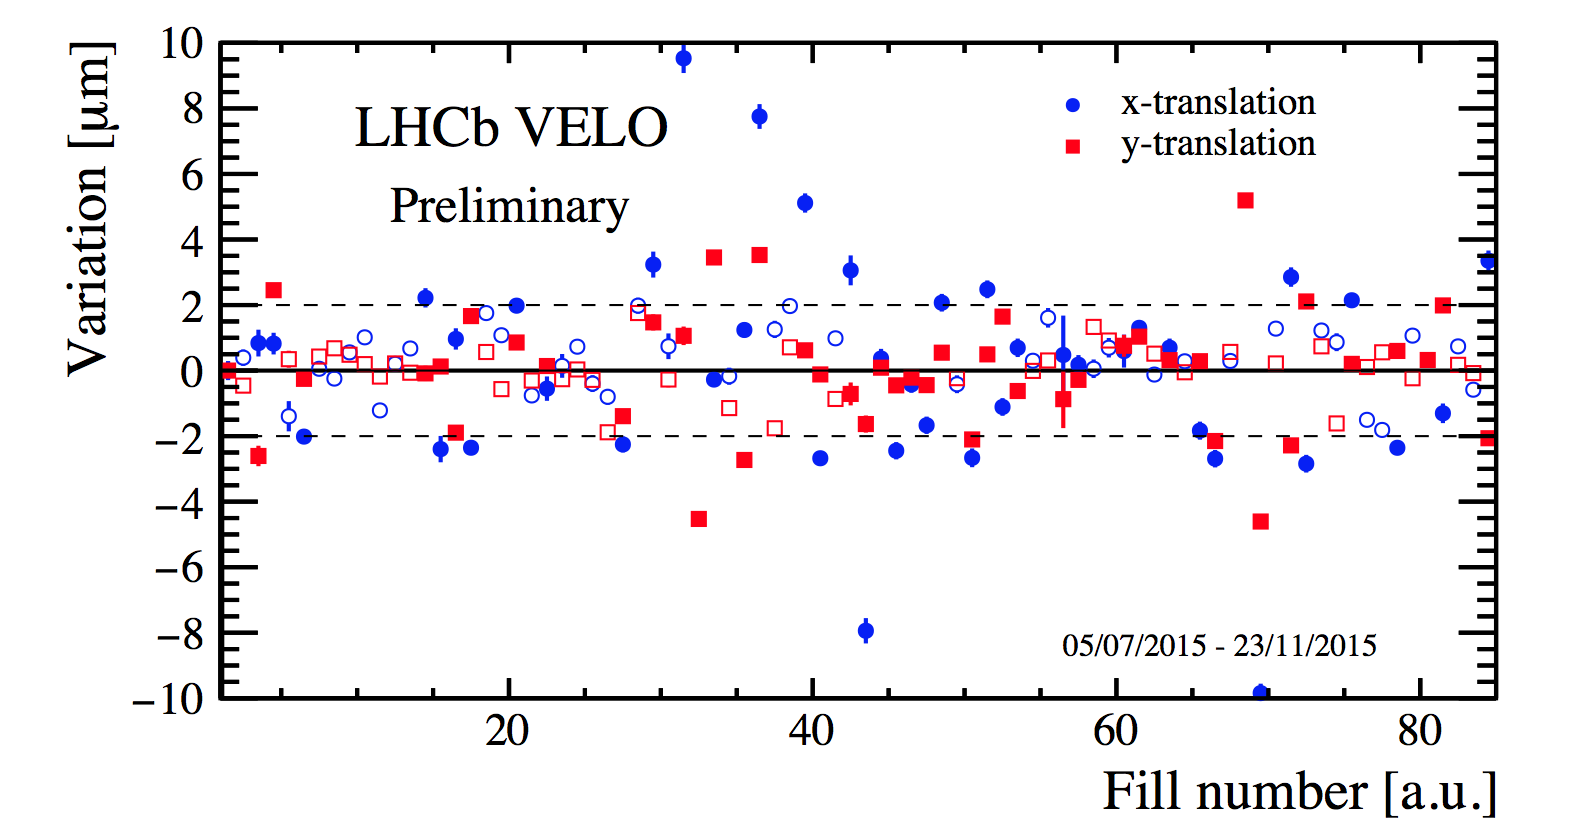 Variation [μm]
10
8
6
4
2
0
−2
−4
−6
−8
−10
LHCb VELO
Preliminary
x-translation
y-translation
05/07/2015 - 23/11/2015
20 40 60 80
Fill number [a.u.]